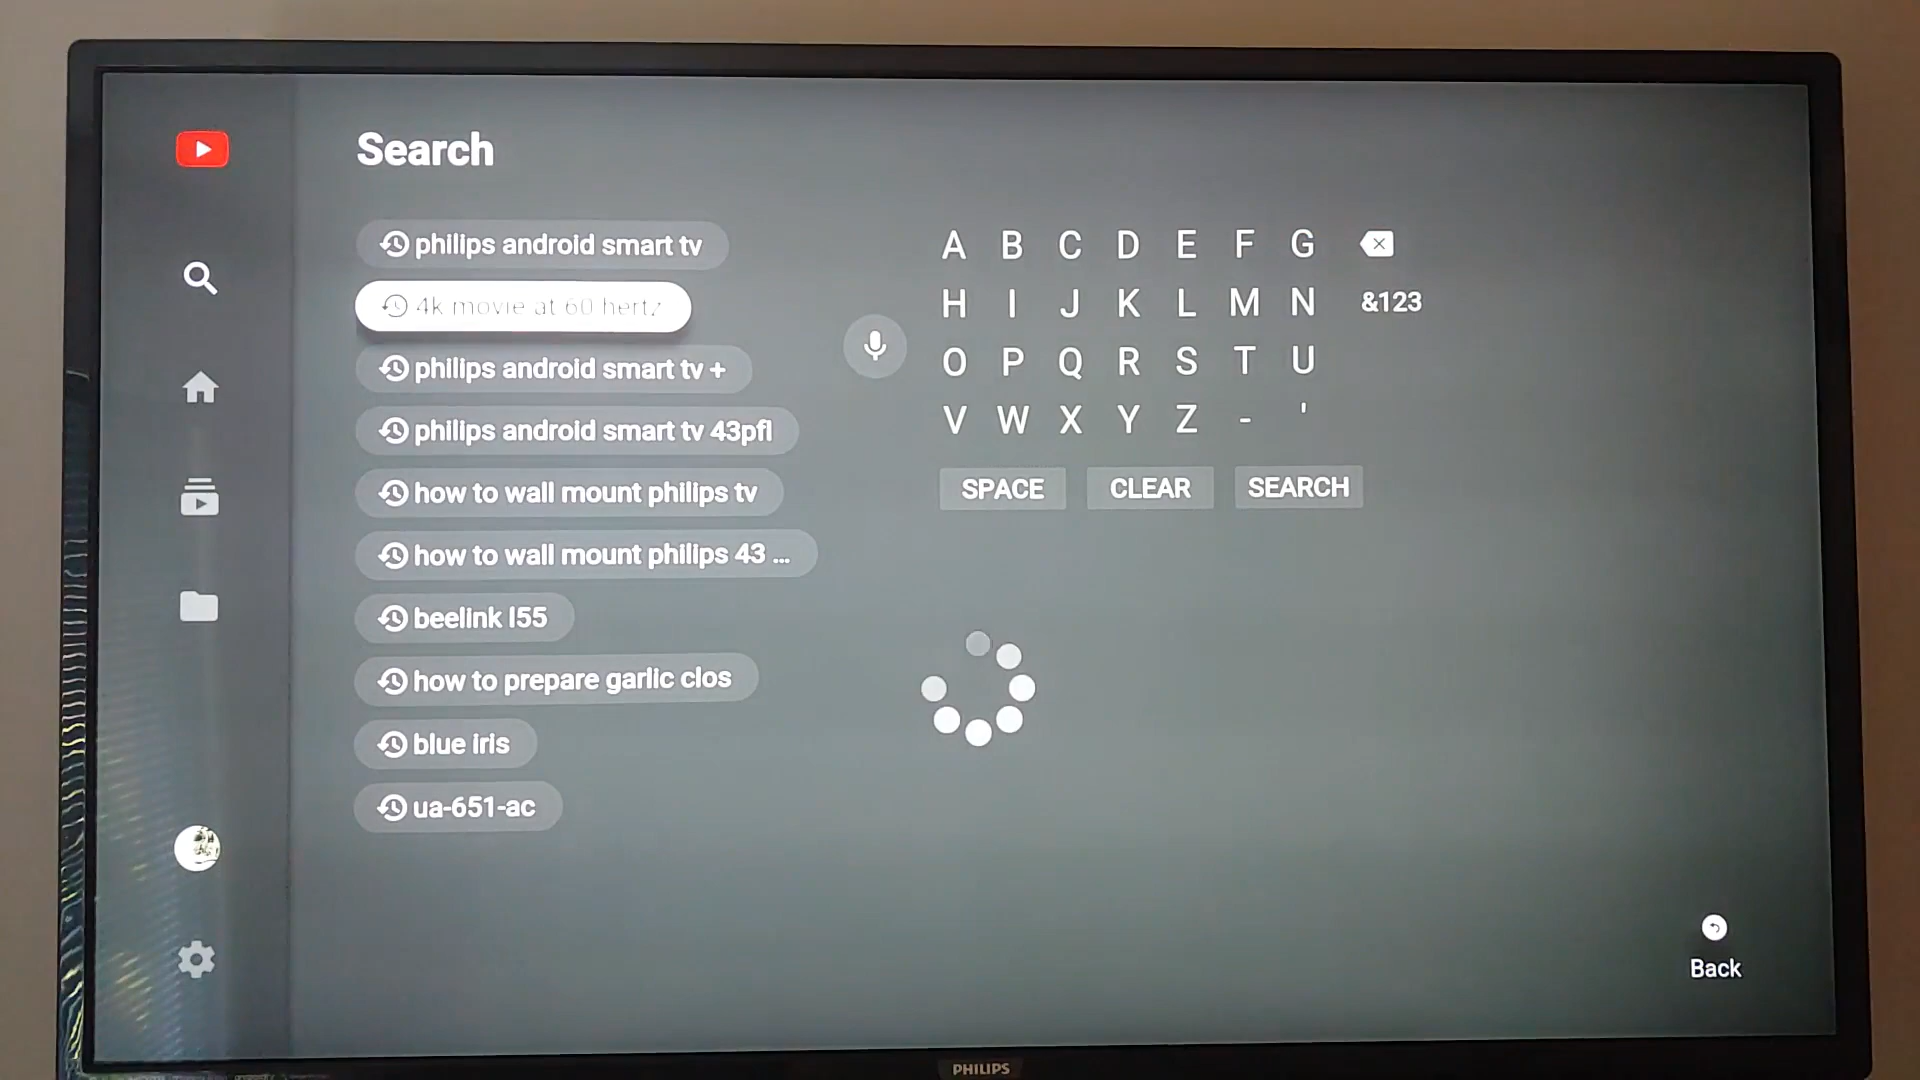 Search
philips android smart tv
4k movie at 60 hertz
philips android smart tv +
philips android smart tv 43pfl
how to wall mount philips tv
how to wall mount philips 43 ...
beelink l55
how to prepare garlic clos
blue iris
ua-651-ac
A B C D E F G
H I J K L M N &123
O P Q R S T U
V W X Y Z - '
SPACE CLEAR SEARCH
Back
PHILIPS